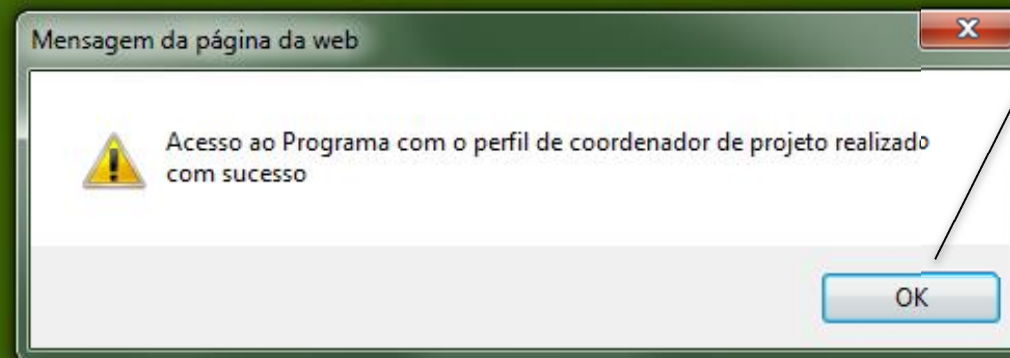 Mensagem da página da web
Acesso ao Programa com o perfil de coordenador de projeto realizado
com sucesso
OK